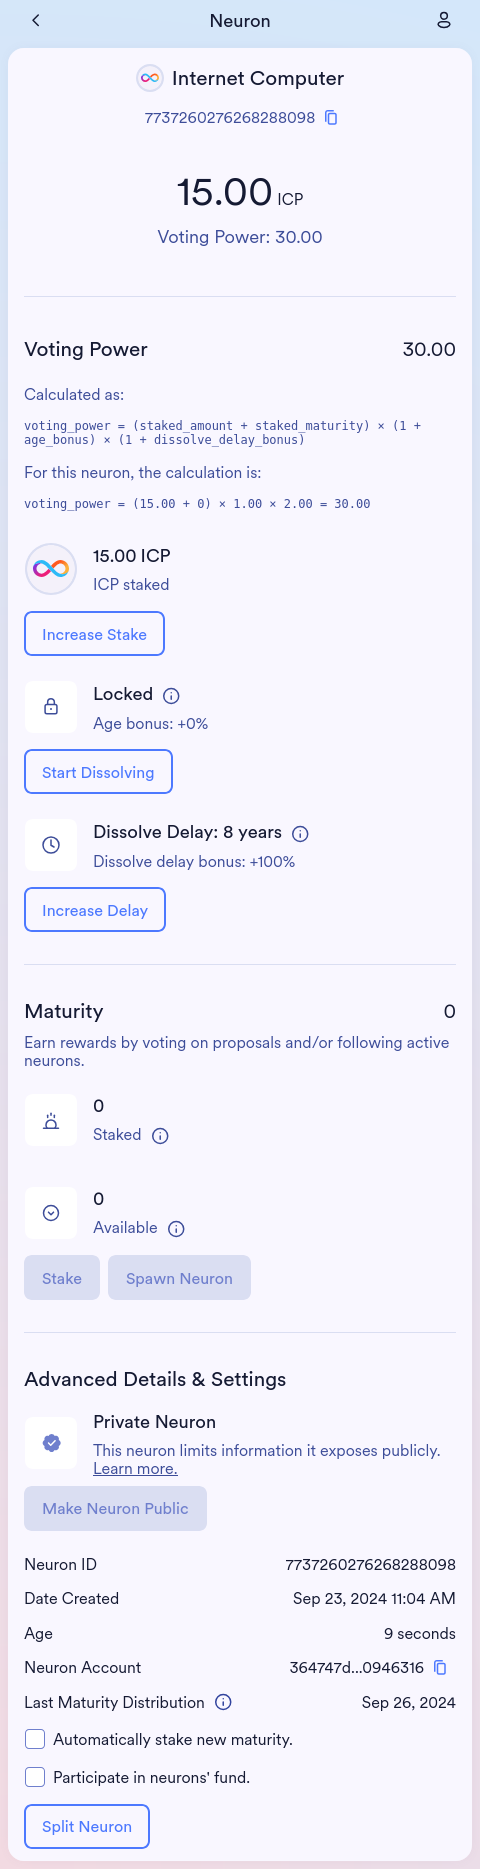 Neuron
Internet Computer
7737260276268288098
15.00 ICP
Voting Power: 30.00
Voting Power 30.00
Calculated as:
voting_power = (staked_amount + staked_maturity) × (1 +
age_bonus) × (1 + dissolve_delay_bonus)
For this neuron, the calculation is:
voting_power = (15.00 + 0) × 1.00 × 2.00 = 30.00
15.00 ICP
ICP staked
Increase Stake
Locked
Age bonus: +0%
Start Dissolving
Dissolve Delay: 8 years
Dissolve delay bonus: +100%
Increase Delay
Maturity 0
Earn rewards by voting on proposals and/or following active
neurons.
0
Staked
0
Available
Stake Spawn Neuron
Advanced Details & Settings
Private Neuron
This neuron limits information it exposes publicly.
Learn more.
Make Neuron Public
Neuron ID 7737260276268288098
Date Created Sep 23, 2024 11:04 AM
Age 9 seconds
Neuron Account 364747d...0946316
Last Maturity Distribution Sep 26, 2024
Automatically stake new maturity.
Participate in neurons' fund.
Split Neuron